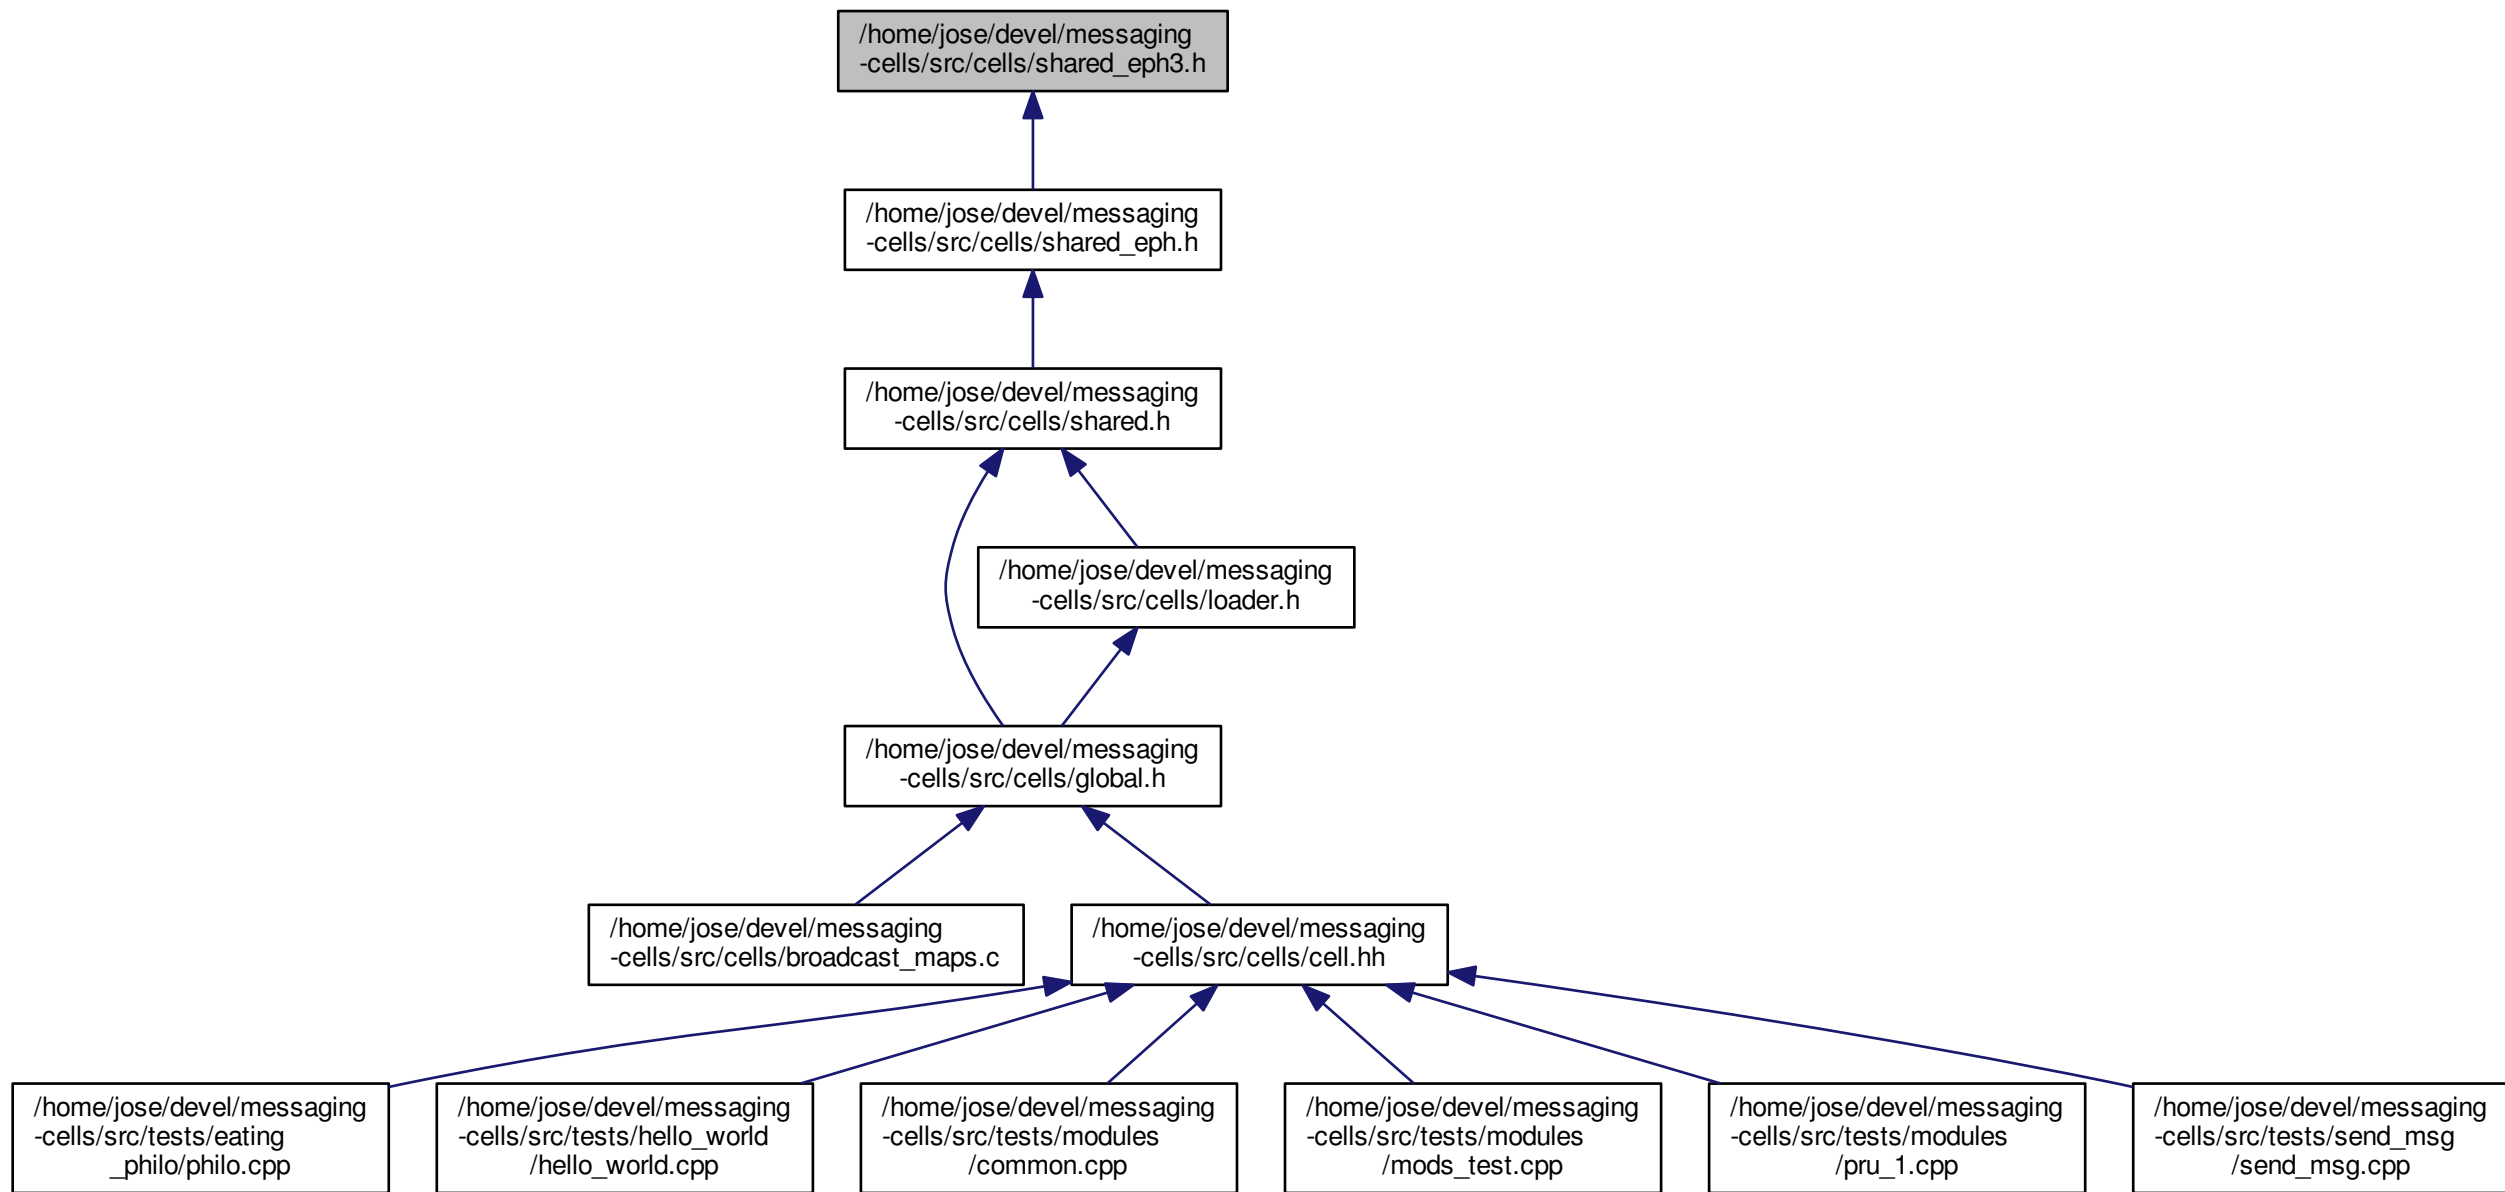 /home/jose/devel/messaging
-cells/src/cells/shared_eph3.h
/home/jose/devel/messaging
-cells/src/cells/shared_eph.h
/home/jose/devel/messaging
-cells/src/cells/shared.h
/home/jose/devel/messaging
-cells/src/cells/loader.h
/home/jose/devel/messaging
-cells/src/cells/global.h
/home/jose/devel/messaging
-cells/src/cells/broadcast_maps.c
/home/jose/devel/messaging
-cells/src/cells/cell.hh
/home/jose/devel/messaging
-cells/src/tests/eating
_philo/philo.cpp
/home/jose/devel/messaging
-cells/src/tests/hello_world
/hello_world.cpp
/home/jose/devel/messaging
-cells/src/tests/modules
/common.cpp
/home/jose/devel/messaging
-cells/src/tests/modules
/mods_test.cpp
/home/jose/devel/messaging
-cells/src/tests/modules
/pru_1.cpp
/home/jose/devel/messaging
-cells/src/tests/send_msg
/send_msg.cpp